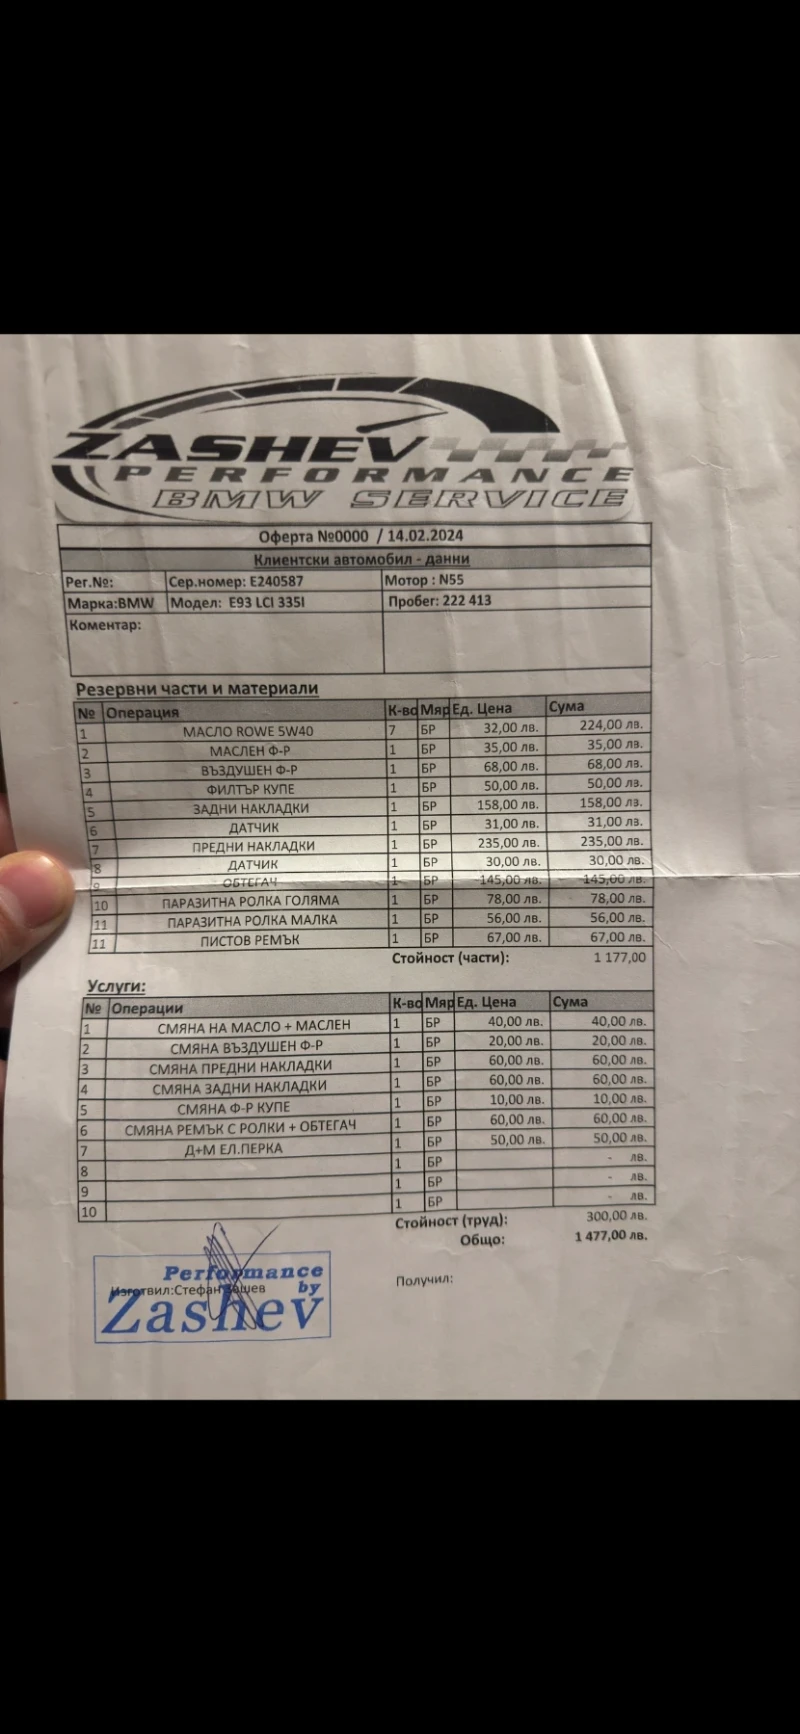 ZASHEV
PERFORMANCE
BMW SERVICE
Оферта №0000 / 14.02.2024
Клиентски автомобил - данни
Рег.№: Сер.номер: E240587 Мотор : N55
Марка:BMW Модел: E93 LCI 335I Пробег: 222 413
Коментар:
Резервни части и материали
№ Операция К-во Мяр Ед. Цена Сума
1 МАСЛО ROWE 5W40 7 БР 32,00 лв. 224,00 лв.
2 МАСЛЕН Ф-Р 1 БР 35,00 лв. 35,00 лв.
3 ВЪЗДУШЕН Ф-Р 1 БР 68,00 лв. 68,00 лв.
4 ФИЛТЪР КУПЕ 1 БР 50,00 лв. 50,00 лв.
5 ЗАДНИ НАКЛАДКИ 1 БР 158,00 лв. 158,00 лв.
6 ДАТЧИК 1 БР 31,00 лв. 31,00 лв.
7 ПРЕДНИ НАКЛАДКИ 1 БР 235,00 лв. 235,00 лв.
8 ДАТЧИК 1 БР 30,00 лв. 30,00 лв.
9 ОБТЕГАЧ 1 БР 145,00 лв. 145,00 лв.
10 ПАРАЗИТНА РОЛКА ГОЛЯМА 1 БР 78,00 лв. 78,00 лв.
11 ПАРАЗИТНА РОЛКА МАЛКА 1 БР 56,00 лв. 56,00 лв.
11 ПИСТОВ РЕМЪК 1 БР 67,00 лв. 67,00 лв.
Стойност (части): 1 177,00
Услуги:
№ Операции К-во Мяр Ед. Цена Сума
1 СМЯНА НА МАСЛО + МАСЛЕН 1 БР 40,00 лв. 40,00 лв.
2 СМЯНА ВЪЗДУШЕН Ф-Р 1 БР 20,00 лв. 20,00 лв.
3 СМЯНА ПРЕДНИ НАКЛАДКИ 1 БР 60,00 лв. 60,00 лв.
4 СМЯНА ЗАДНИ НАКЛАДКИ 1 БР 60,00 лв. 60,00 лв.
5 СМЯНА Ф-Р КУПЕ 1 БР 10,00 лв. 10,00 лв.
6 СМЯНА РЕМЪК С РОЛКИ + ОБТЕГАЧ 1 БР 60,00 лв. 60,00 лв.
7 Д+М ЕЛ.ПЕРКА 1 БР 50,00 лв. 50,00 лв.
8 1 БР - лв.
9 1 БР - лв.
10 1 БР - лв.
Стойност (труд): 300,00 лв.
Общо: 1 477,00 лв.
Performance
Изготвил:Стефан Зашев
by
Zashev
Получил: